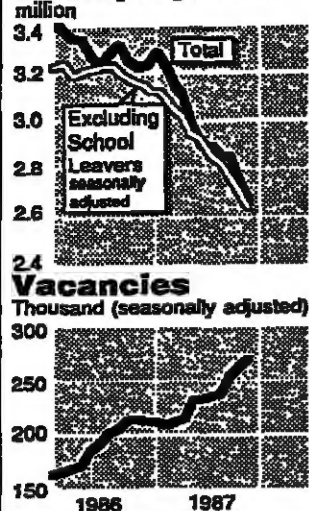 million
3.4
Total
3.2
3.0
Excluding
School
Leavers
seasonally
adjusted
2.8
2.6
2.4
Vacancies
Thousand (seasonally adjusted)
300
250
200
150
1986 1987